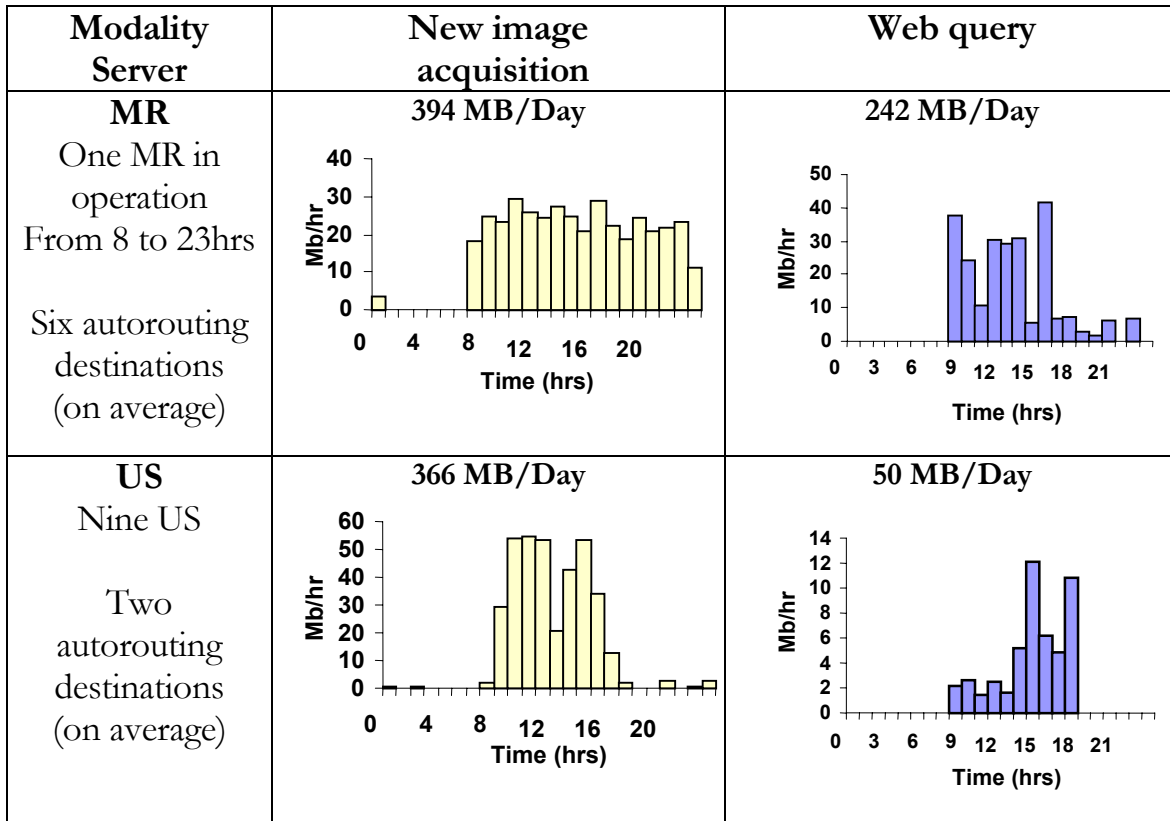 Modality
Server
New image
acquisition
Web query
MR
One MR in
operation
From 8 to 23hrs
Six autorouting
destinations
(on average)
394 MB/Day
40
30
20
10
0
Mb/hr
0 4 8 12 16 20
Time (hrs)
242 MB/Day
50
40
30
20
10
0
Mb/hr
0 3 6 9 12 15 18 21
Time (hrs)
US
Nine US
Two
autorouting
destinations
(on average)
366 MB/Day
60
50
40
30
20
10
0
Mb/hr
0 4 8 12 16 20
Time (hrs)
50 MB/Day
14
12
10
8
6
4
2
0
Mb/hr
0 3 6 9 12 15 18 21
Time (hrs)